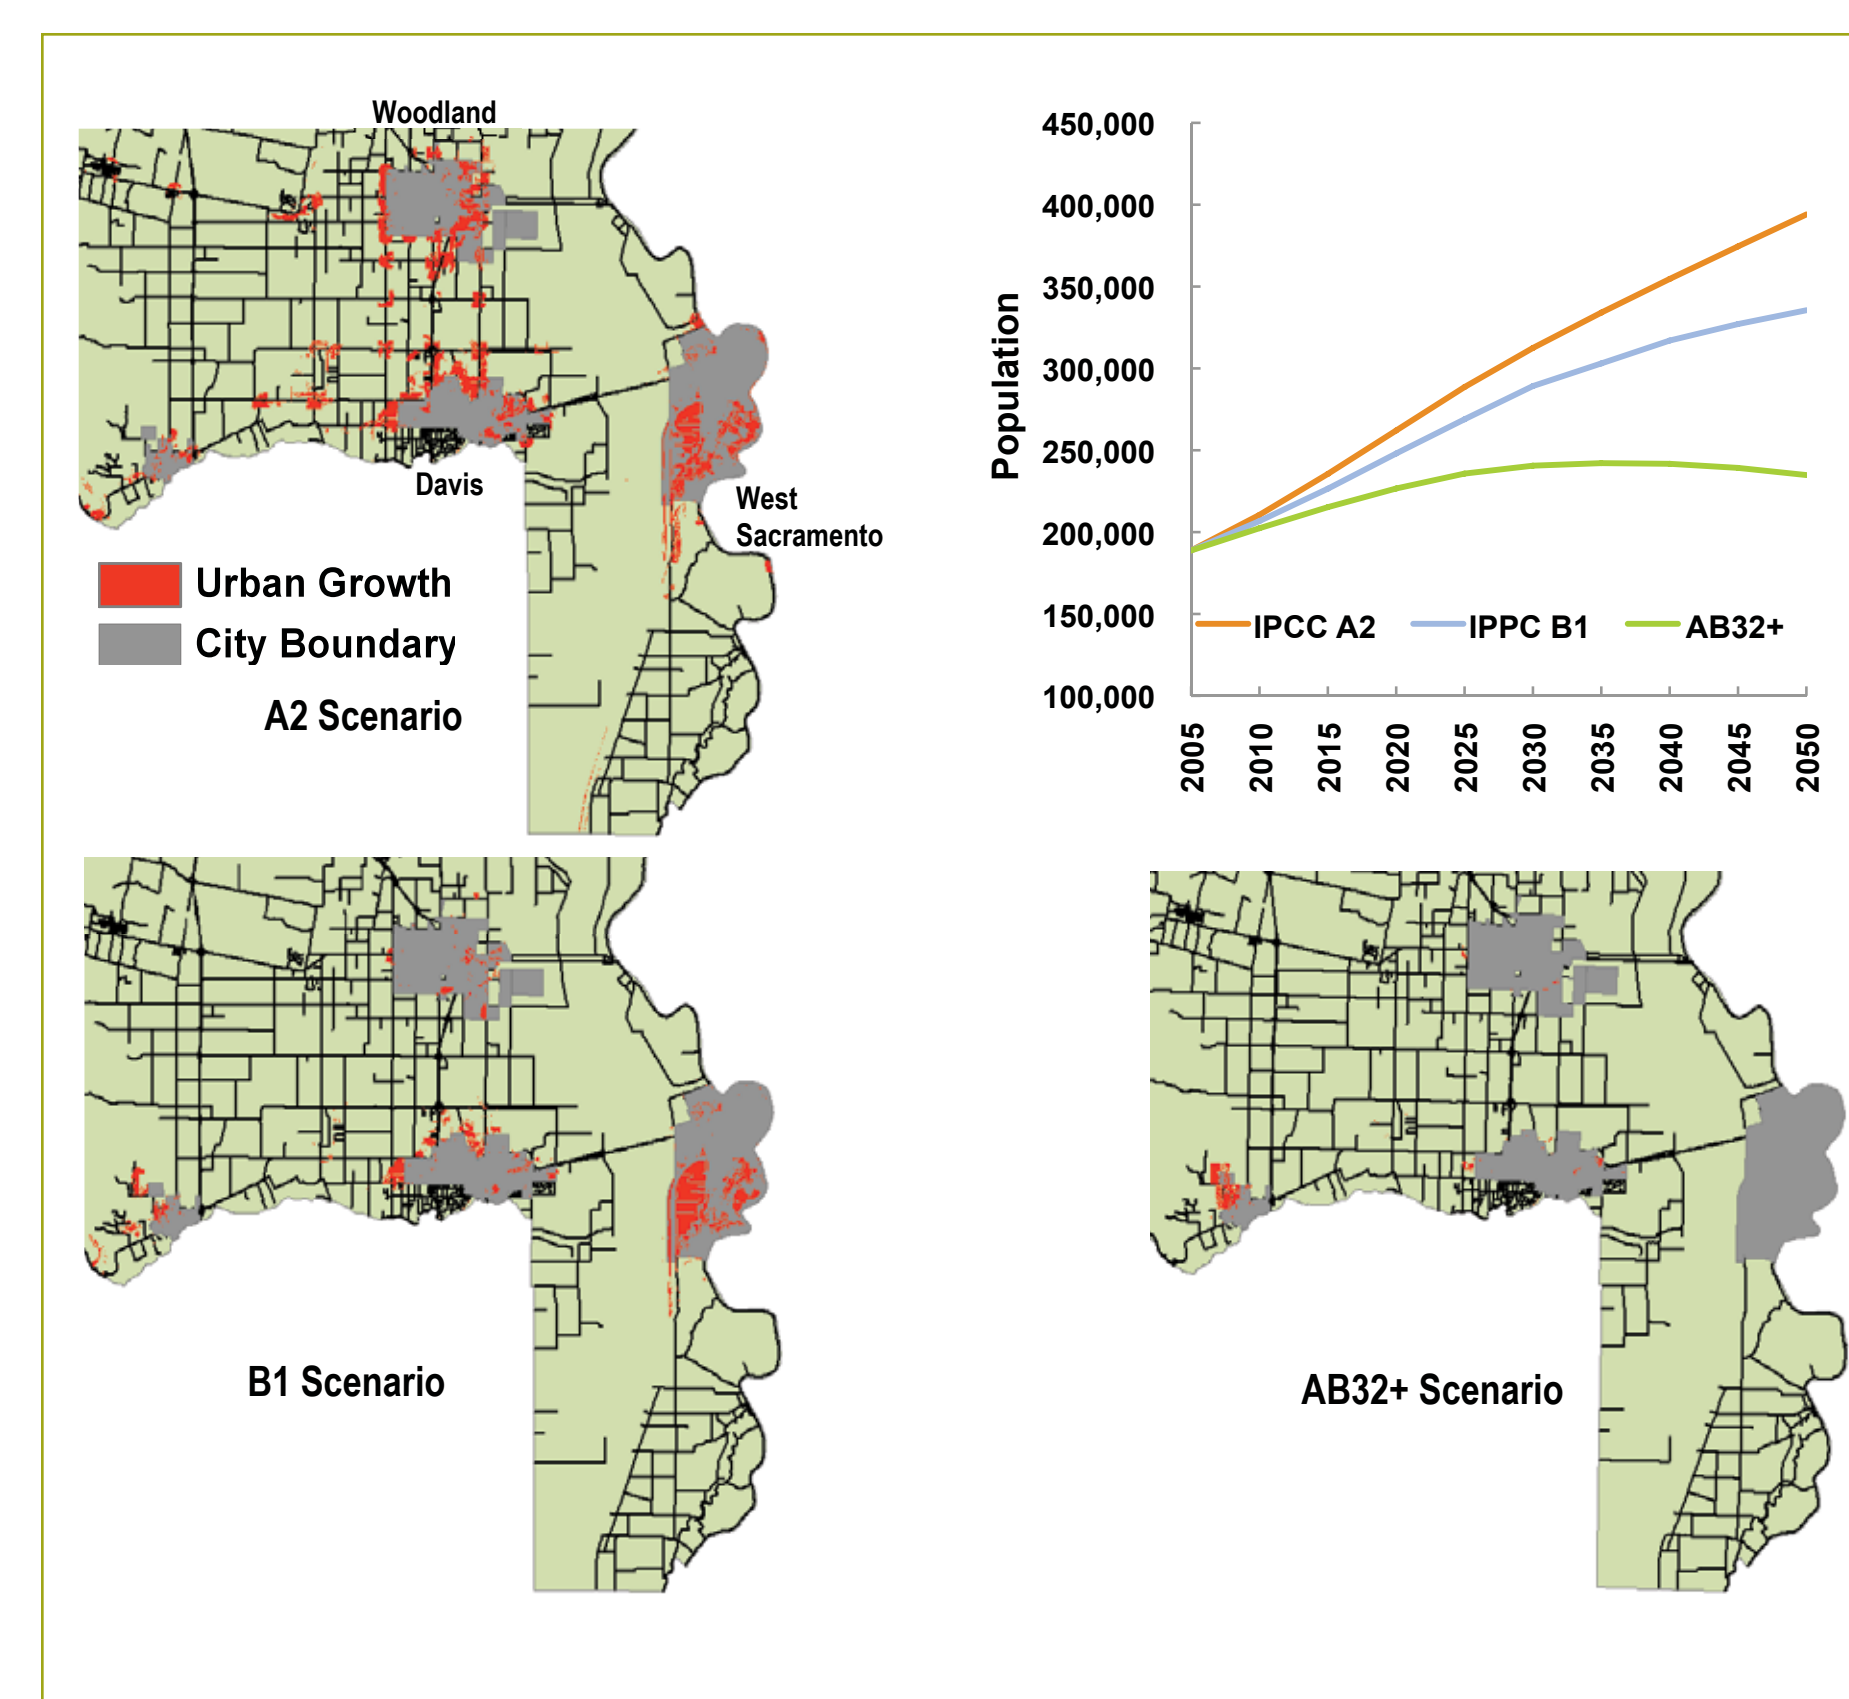 Woodland
Davis
West
Sacramento
Urban Growth
City Boundary
A2 Scenario
Population
450,000
400,000
350,000
300,000
250,000
200,000
150,000
100,000
IPCC A2
IPPC B1
AB32+
2005
2010
2015
2020
2025
2030
2035
2040
2045
2050
B1 Scenario
AB32+ Scenario